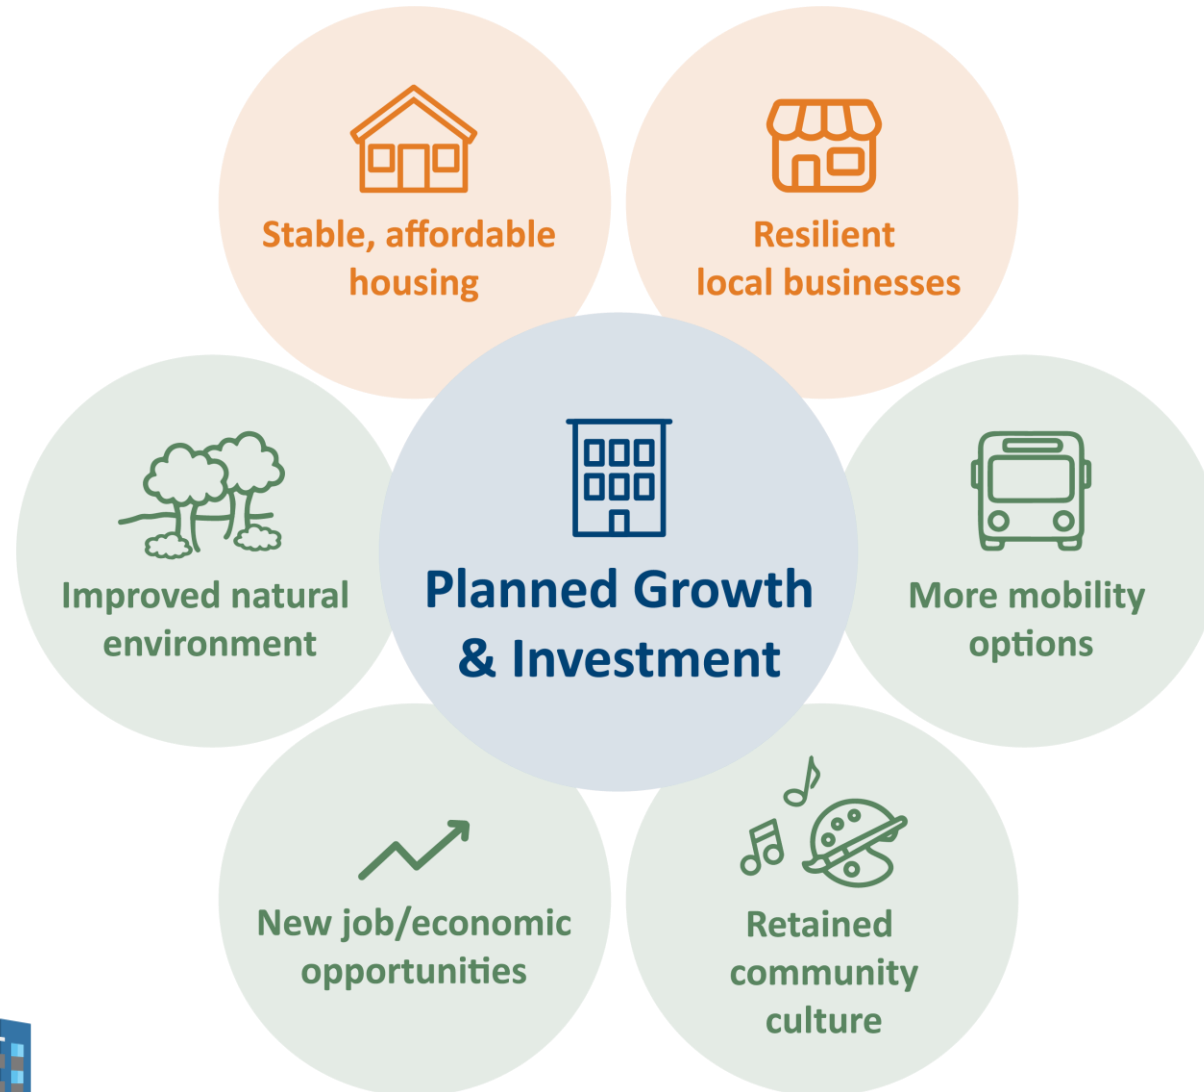 Stable, affordable
housing
Resilient
local businesses
Improved natural
environment
Planned Growth
& Investment
More mobility
options
New job/economic
opportunities
Retained
community
culture